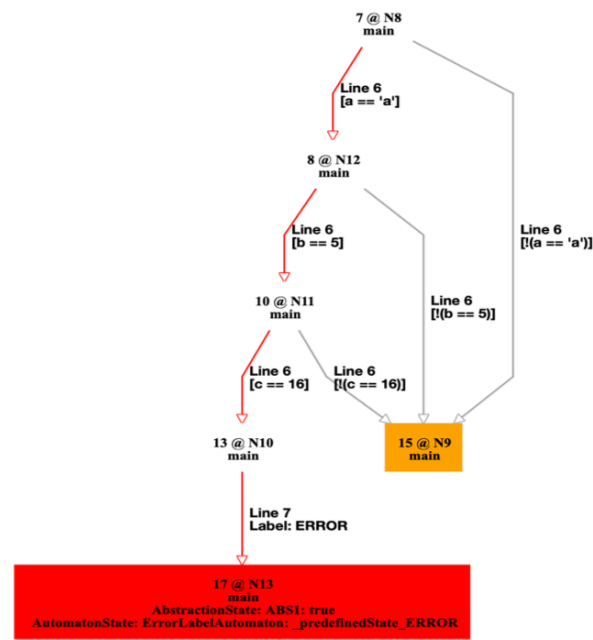 7 @ N8
main
Line 6
[a == 'a']
8 @ N12
main
Line 6
[b == 5]
Line 6
[!(a == 'a')]
10 @ N11
main
Line 6
[!(b == 5)]
Line 6
[c == 16]
Line 6
[!(c == 16)]
13 @ N10
main
15 @ N9
main
Line 7
Label: ERROR
17 @ N13
main
AbstractionState: ABS1: true
AutomatonState: ErrorLabelAutomaton: _predefinedState_ERROR